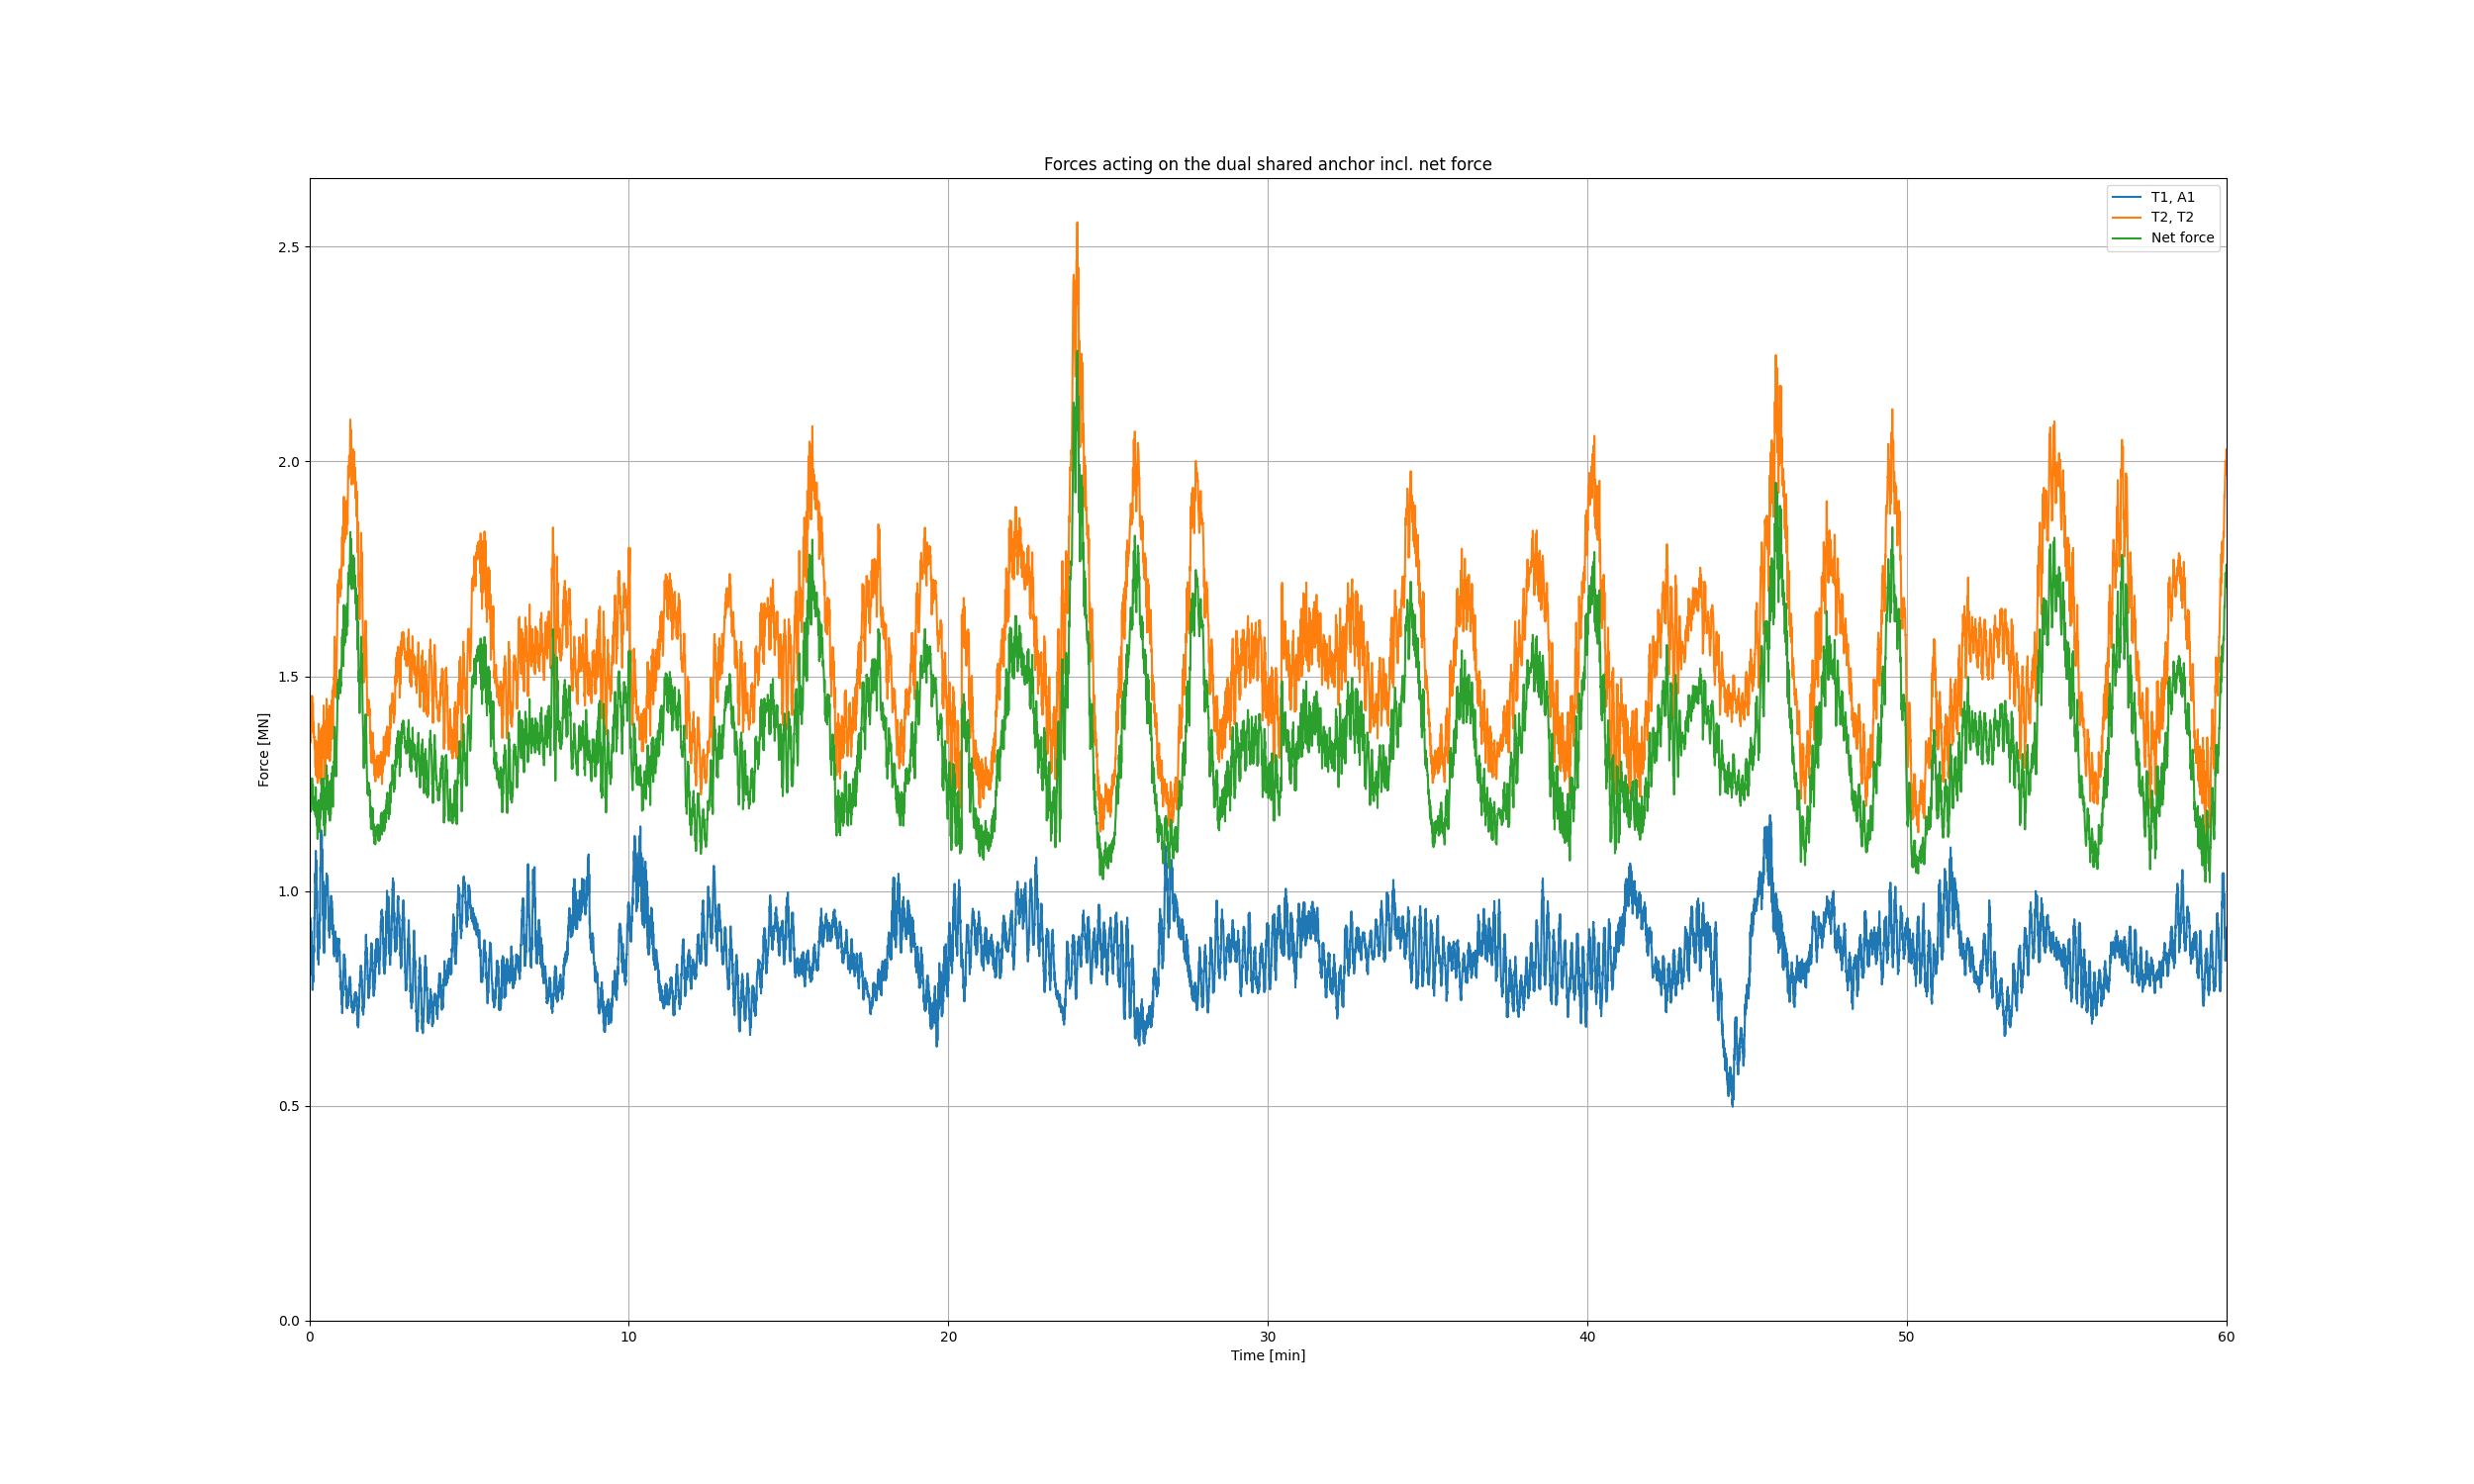 Forces acting on the dual shared anchor incl. net force
T1, A1
T2, T2
Net force
2.5
2.0
1.5
1.0
0.5
0.0
Force [MN]
0 10 20 30 40 50 60
Time [min]